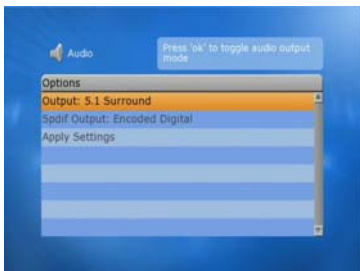 Audio
Press 'ok' to toggle audio output
mode
Options
Output: 5.1 Surround
Spdif Output: Encoded Digital
Apply Settings